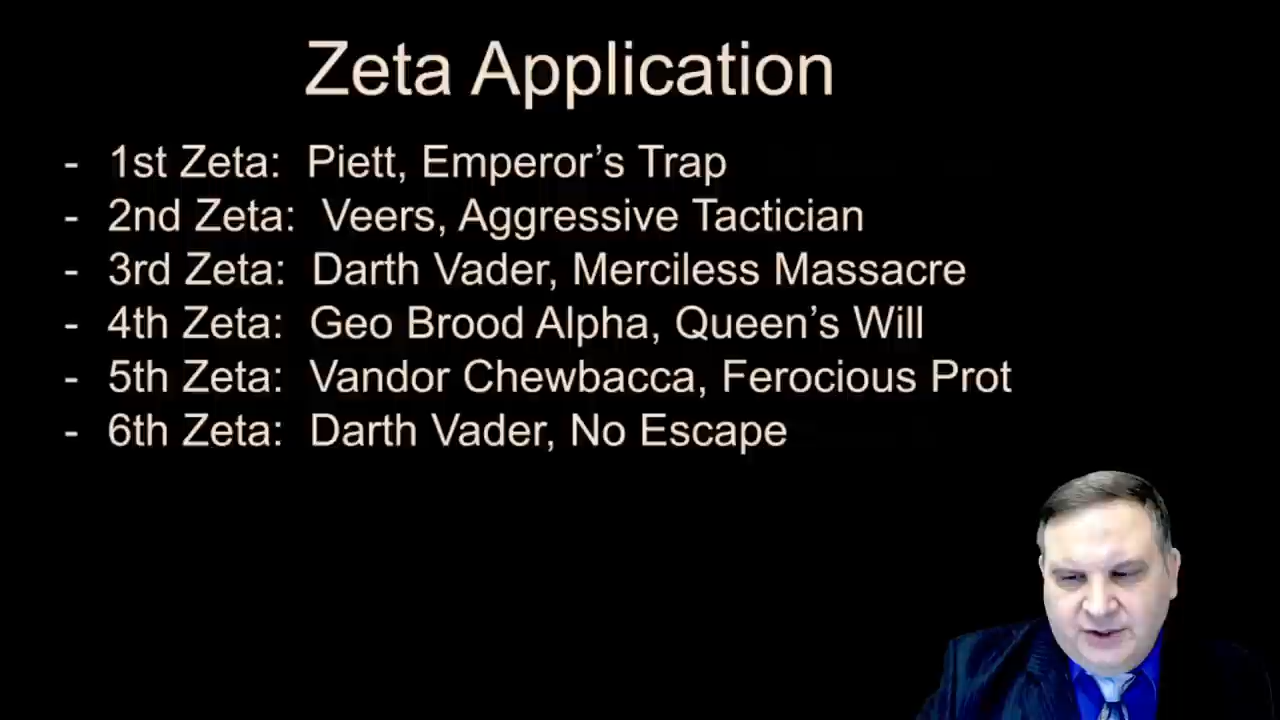 Zeta Application
- 1st Zeta: Piett, Emperor's Trap
- 2nd Zeta: Veers, Aggressive Tactician
- 3rd Zeta: Darth Vader, Merciless Massacre
- 4th Zeta: Geo Brood Alpha, Queen's Will
- 5th Zeta: Vandor Chewbacca, Ferocious Prot
- 6th Zeta: Darth Vader, No Escape